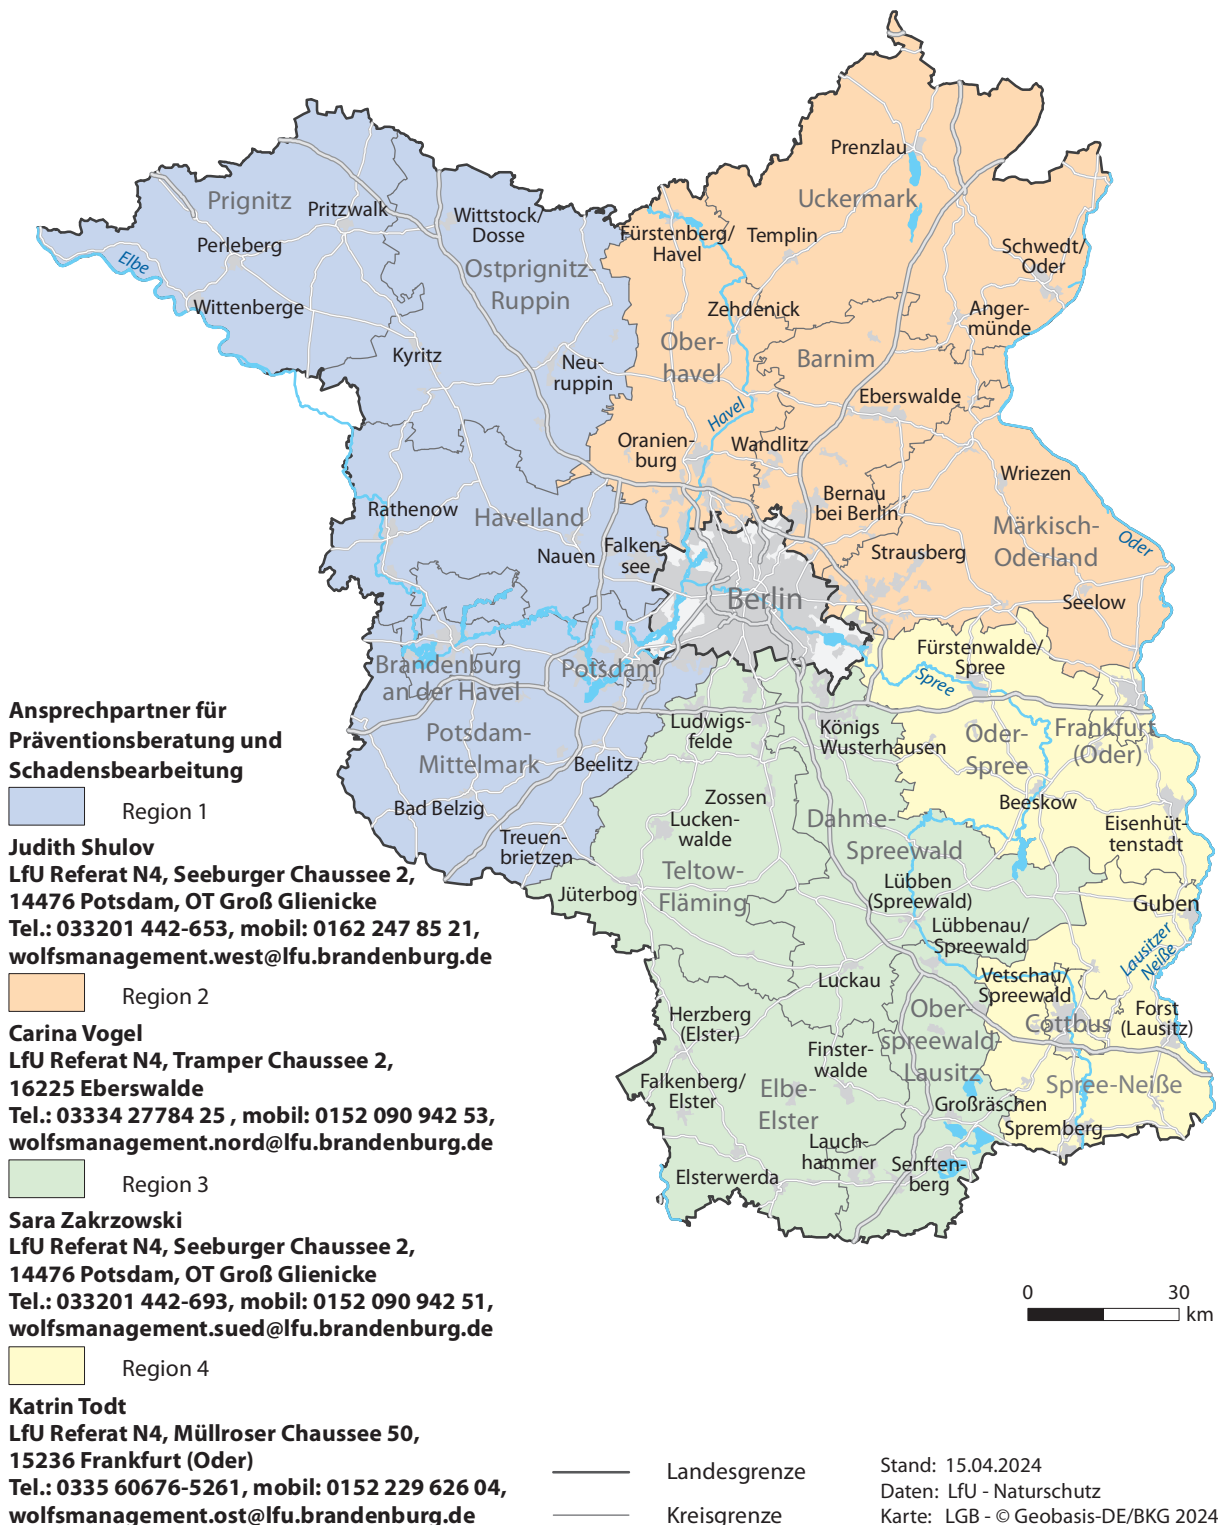 Prenzlau
Uckermark
Prignitz
Pritzwalk
Wittstock/
Dosse
Perleberg
Elbe
Ostprignitz-
Ruppin
Wittenberge
Fürstenberg/
Havel
Templin
Schwedt/
Oder
Zehdenick
Anger-
münde
Kyritz
Neu-
ruppin
Ober-
havel
Barnim
Eberswalde
Havel
Oranien-
burg
Wandlitz
Wriezen
Rathenow
Havelland
Bernau
bei Berlin
Märkisch-
Oderland
Oder
Nauen
Falken-
see
Strausberg
Berlin
Seelow
Brandenburg
an der Havel
Potsdam
Fürstenwalde/
Spree
Spree
Potsdam-
Mittelmark
Ludwigs-
felde
Königs
Wusterhausen
Oder-
Spree
Frankfurt
(Oder)
Beelitz
Bad Belzig
Zossen
Lucken-
walde
Dahme-
Spreewald
Beeskow
Eisenhüt-
tenstadt
Treuen-
brietzen
Jüterbog
Teltow-
Fläming
Lübben
(Spreewald)
Guben
Lübbenau/
Spreewald
Lausitzer
Neiße
Luckau
Vetschau/
Spreewald
Herzberg
(Elster)
Ober-
spreewald-
Lausitz
Cottbus
Forst
(Lausitz)
Finster-
walde
Falkenberg/
Elster
Elbe-
Elster
Spree-Neiße
Großräschen
Spremberg
Lauch-
hammer
Elsterwerda
Senften-
berg
Ansprechpartner für
Präventionsberatung und
Schadensbearbeitung
Region 1
Judith Shulov
LfU Referat N4, Seeburger Chaussee 2,
14476 Potsdam, OT Groß Glienicke
Tel.: 033201 442-653, mobil: 0162 247 85 21,
wolfsmanagement.west@lfu.brandenburg.de
Region 2
Carina Vogel
LfU Referat N4, Tramper Chaussee 2,
16225 Eberswalde
Tel.: 03334 27784 25 , mobil: 0152 090 942 53,
wolfsmanagement.nord@lfu.brandenburg.de
Region 3
Sara Zakrzowski
LfU Referat N4, Seeburger Chaussee 2,
14476 Potsdam, OT Groß Glienicke
Tel.: 033201 442-693, mobil: 0152 090 942 51,
wolfsmanagement.sued@lfu.brandenburg.de
Region 4
Katrin Todt
LfU Referat N4, Müllroser Chaussee 50,
15236 Frankfurt (Oder)
Tel.: 0335 60676-5261, mobil: 0152 229 626 04,
wolfsmanagement.ost@lfu.brandenburg.de
0 30
km
Landesgrenze
Kreisgrenze
Stand: 15.04.2024
Daten: LfU - Naturschutz
Karte: LGB - © Geobasis-DE/BKG 2024